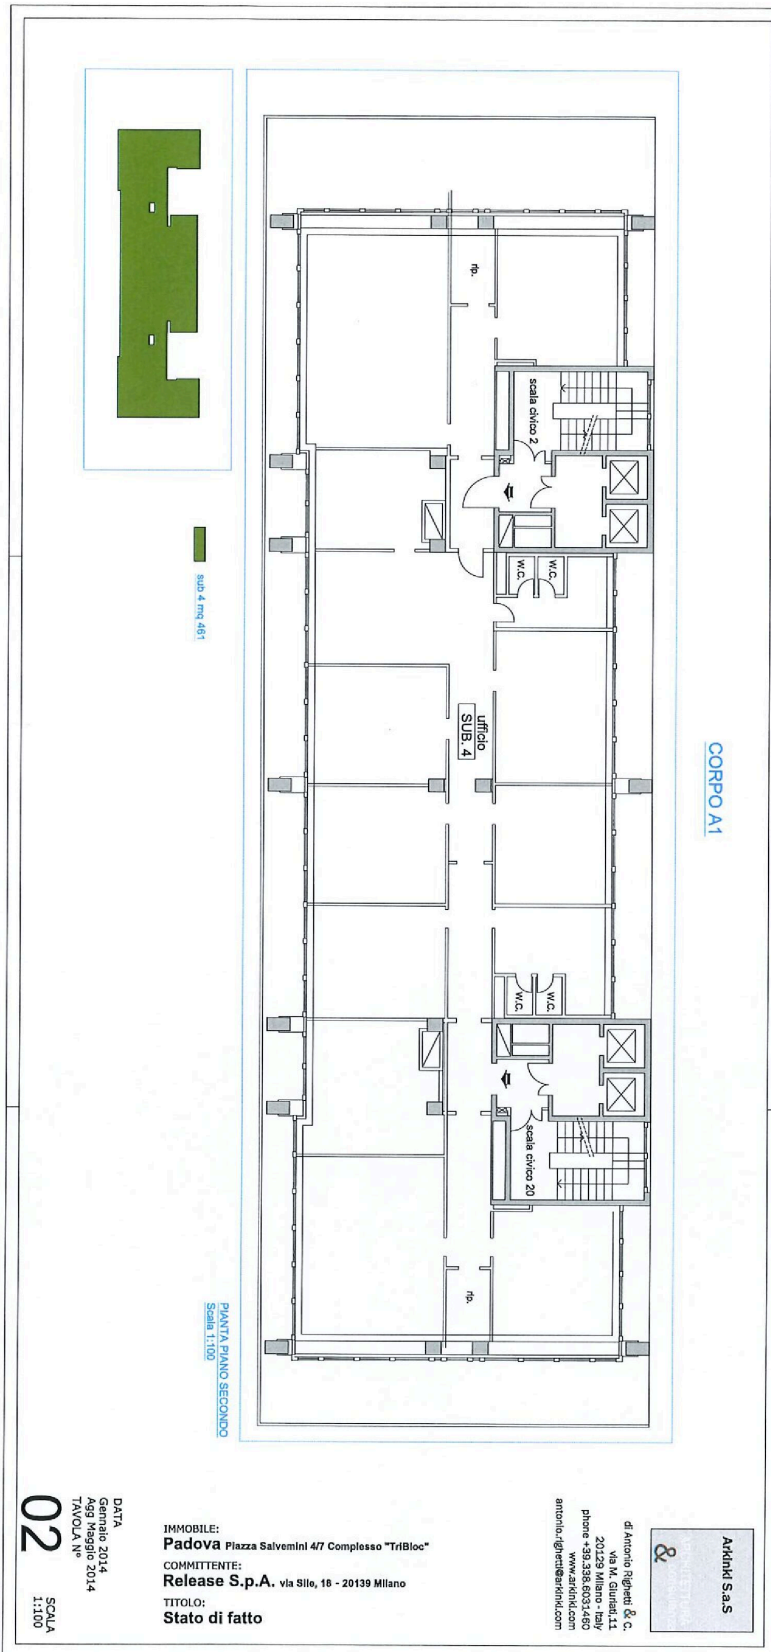 CORPO A1
rip.
scala civico 2
W.C.
W.C.
ufficio
SUB. 4
W.C.
W.C.
scala civico 20
rip.
sub 4 mq 461
PIANTA PIANO SECONDO
Scala 1:100
Arkinki S.a.S
&
di Antonio Righetti & C.
via M. Giuriati,11
20129 Milano - Italy
phone +39.338.6031460
www.arkinki.com
antonio.righetti@arkinki.com
IMMOBILE:
Padova Piazza Salvemini 4/7 Complesso "TriBloc"
COMMITTENTE:
Release S.p.A. via Sile, 18 - 20139 Milano
TITOLO:
Stato di fatto
DATA
Gennaio 2014
Agg Maggio 2014
TAVOLA N°
02
SCALA
1:100